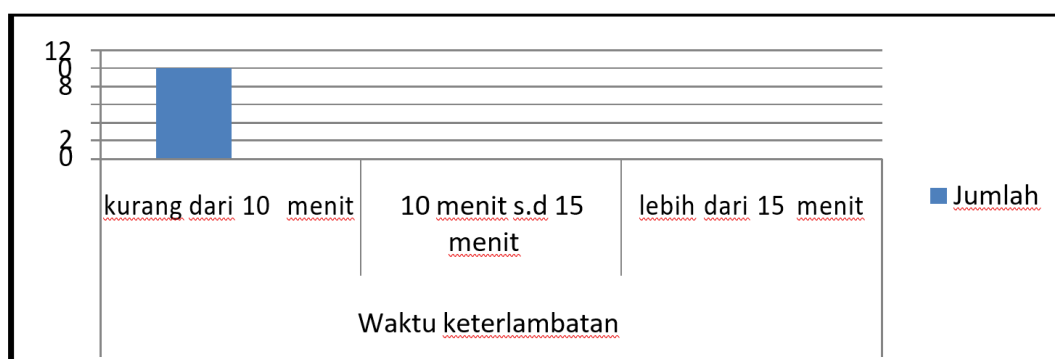 12
0
8
2
0
kurang dari 10 menit
10 menit s.d 15
menit
lebih dari 15 menit
Waktu keterlambatan
Jumlah